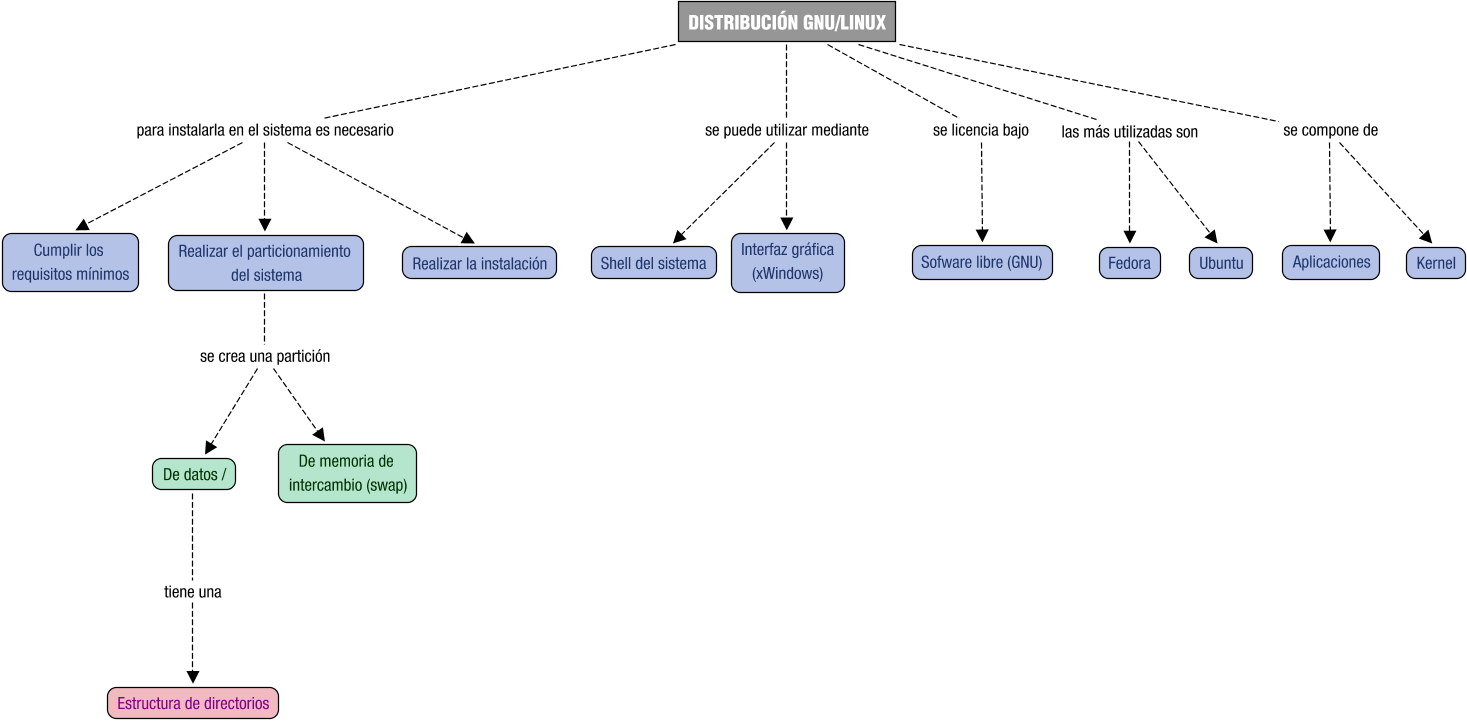 DISTRIBUCIÓN GNU/LINUX
para instalarla en el sistema es necesario
se puede utilizar mediante
se licencia bajo
las más utilizadas son
se compone de
Cumplir los
requisitos mínimos
Realizar el particionamiento
del sistema
Realizar la instalación
Shell del sistema
Interfaz gráfica
(xWindows)
Sofware libre (GNU)
Fedora
Ubuntu
Aplicaciones
Kernel
se crea una partición
De datos /
De memoria de
intercambio (swap)
tiene una
Estructura de directorios